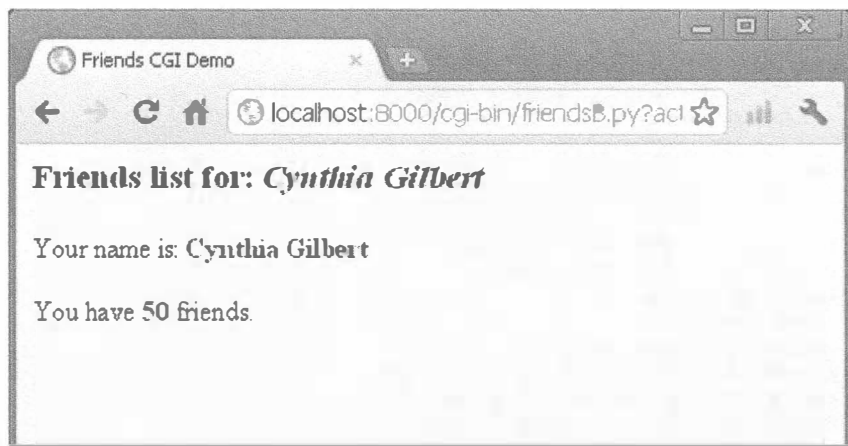 Friends CGI Demo
localhost:8000/cgi-bin/friendsB.py?act
Friends list for: Cynthia Gilbert
Your name is: Cynthia Gilbert
You have 50 friends.